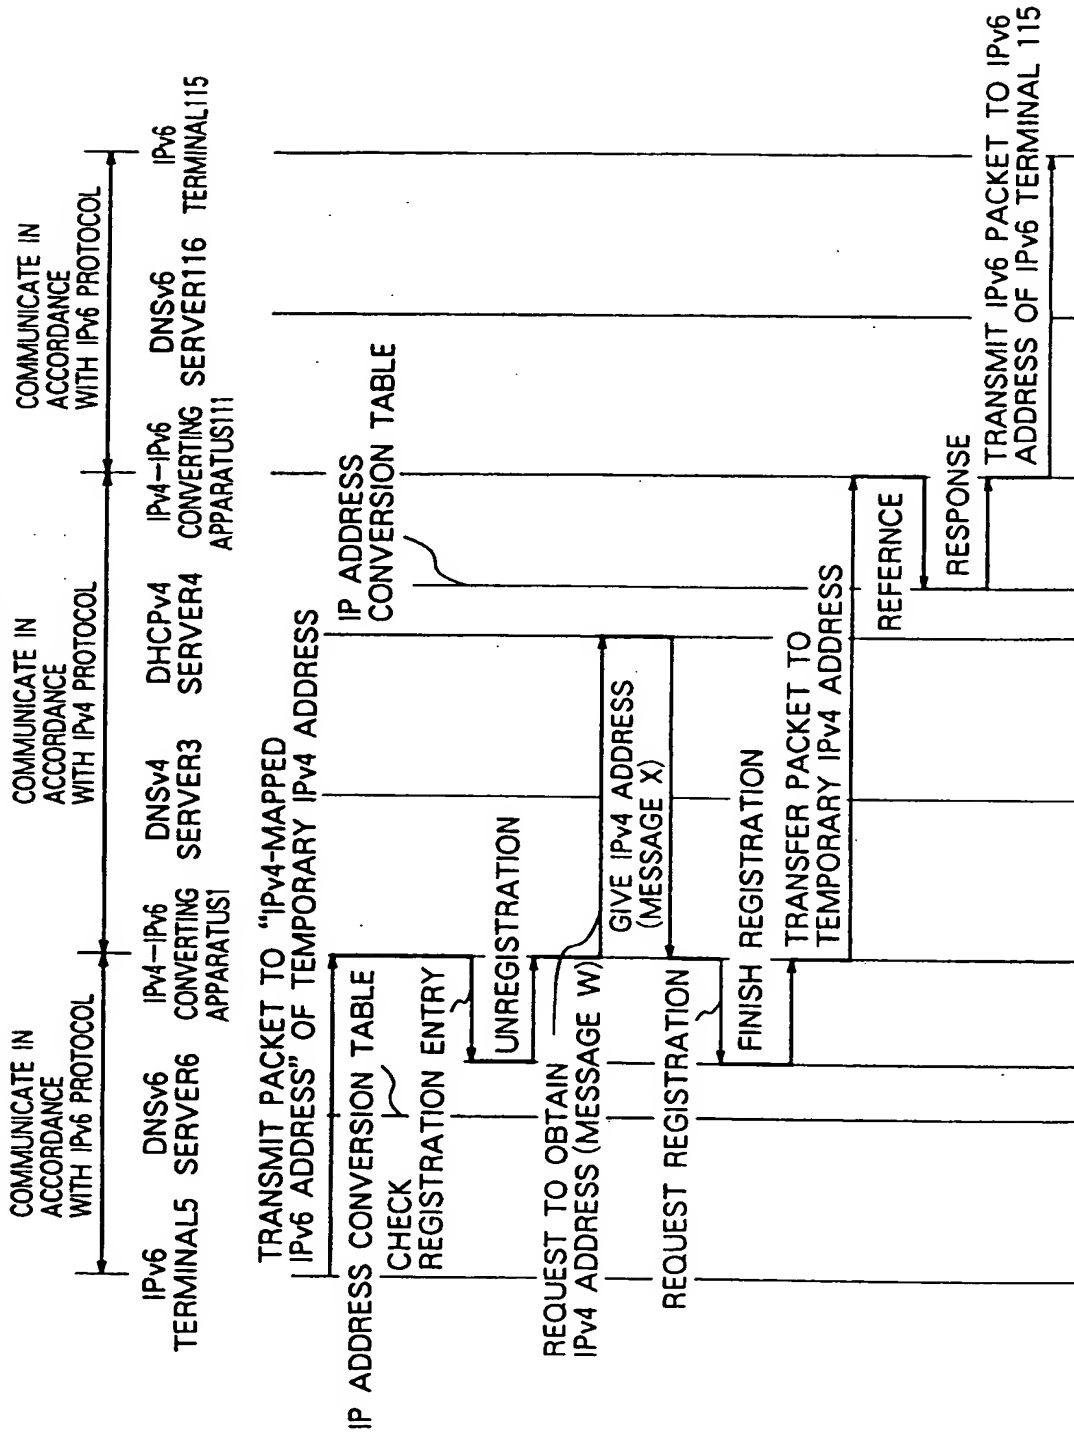 COMMUNICATE IN
ACCORDANCE
WITH IPv6 PROTOCOL
COMMUNICATE IN
ACCORDANCE
WITH IPv4 PROTOCOL
COMMUNICATE IN
ACCORDANCE
WITH IPv6 PROTOCOL
IPv6
TERMINAL5
DNSv6
SERVER6
IPv4-IPv6
CONVERTING
APPARATUS1
DNSv4
SERVER3
DHCPv4
SERVER4
IPv4-IPv6
CONVERTING
APPARATUS111
DNSv6
SERVER116
IPv6
TERMINAL115
TRANSMIT PACKET TO "IPv4-MAPPED
IPv6 ADDRESS" OF TEMPORARY IPv4 ADDRESS
IP ADDRESS CONVERSION TABLE
IP ADDRESS
CONVERSION TABLE
CHECK
REGISTRATION ENTRY
UNREGISTRATION
REQUEST TO OBTAIN
IPv4 ADDRESS (MESSAGE W)
GIVE IPv4 ADDRESS
(MESSAGE X)
REQUEST REGISTRATION
FINISH REGISTRATION
TRANSFER PACKET TO
TEMPORARY IPv4 ADDRESS
REFERNCE
RESPONSE
TRANSMIT IPv6 PACKET TO IPv6
ADDRESS OF IPv6 TERMINAL 115